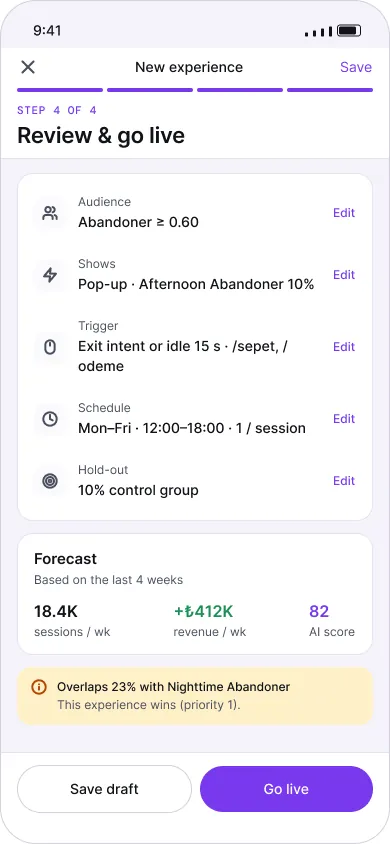 9:41
New experience
Save
STEP 4 OF 4
Review & go live
Audience
Abandoner ≥ 0.60
Edit
Shows
Pop-up · Afternoon Abandoner 10%
Edit
Trigger
Exit intent or idle 15 s · /sepet, /
odeme
Edit
Schedule
Mon–Fri · 12:00–18:00 · 1 / session
Edit
Hold-out
10% control group
Edit
Forecast
Based on the last 4 weeks
18.4K
sessions / wk
+₺412K
revenue / wk
82
AI score
Overlaps 23% with Nighttime Abandoner
This experience wins (priority 1).
Save draft
Go live